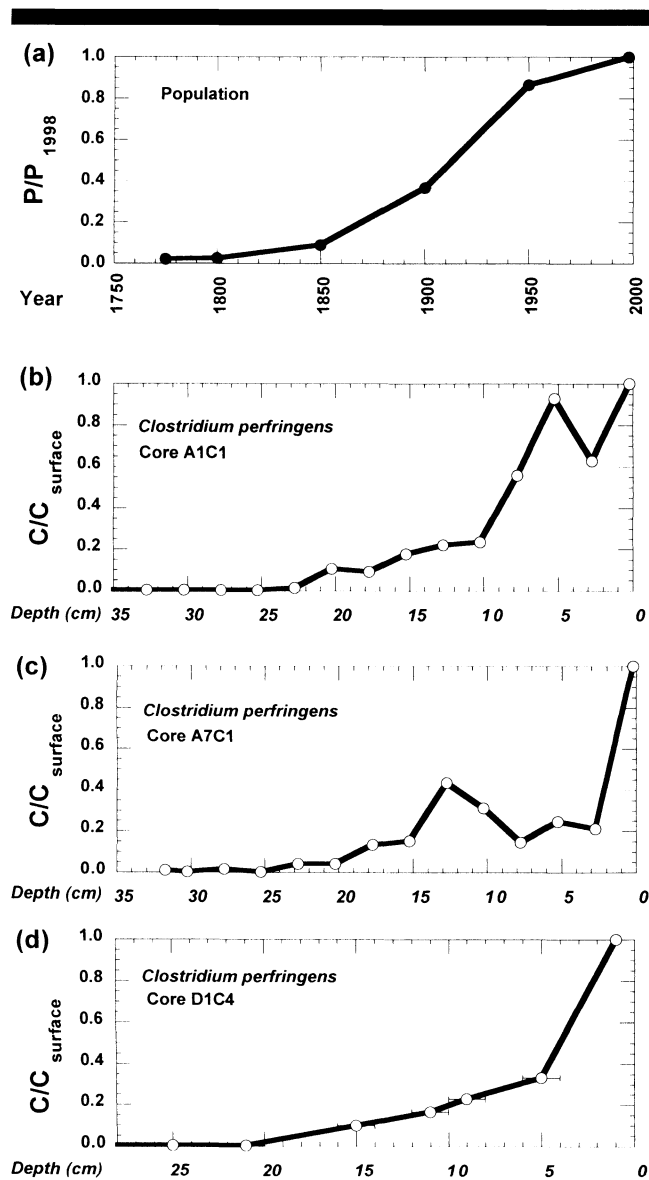 (a)
Population
P/P 1998
1.0
0.8
0.6
0.4
0.2
0.0
Year
1750
1800
1850
1900
1950
2000
(b)
Clostridium perfringens
Core A1C1
C/C surface
1.0
0.8
0.6
0.4
0.2
0.0
Depth (cm)
35 30 25 20 15 10 5 0
(c)
Clostridium perfringens
Core A7C1
C/C surface
1.0
0.8
0.6
0.4
0.2
0.0
Depth (cm)
35 30 25 20 15 10 5 0
(d)
Clostridium perfringens
Core D1C4
C/C surface
1.0
0.8
0.6
0.4
0.2
0.0
Depth (cm)
25 20 15 10 5 0